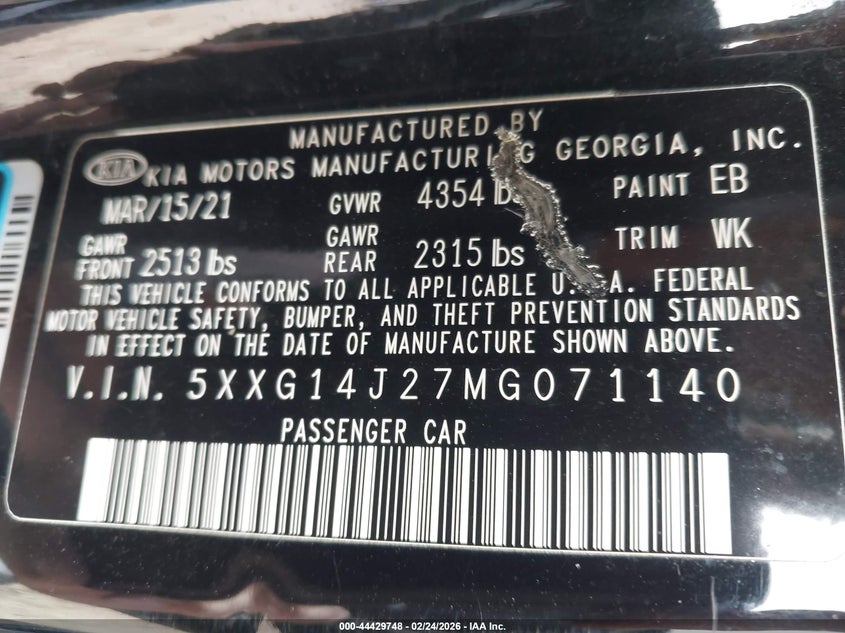 MANUFACTURED BY
KIA KIA MOTORS MANUFACTURING GEORGIA, INC.
MAR/15/21 GVWR 4354 lbs PAINT EB
GAWR FRONT 2513 lbs GAWR REAR 2315 lbs TRIM WK
THIS VEHICLE CONFORMS TO ALL APPLICABLE U.S.A. FEDERAL
MOTOR VEHICLE SAFETY, BUMPER, AND THEFT PREVENTION STANDARDS
IN EFFECT ON THE DATE OF MANUFACTURE SHOWN ABOVE.
V.I.N. 5XXG14J27MG071140
PASSENGER CAR
000-44429748 - 02/24/2026 - IAA Inc.